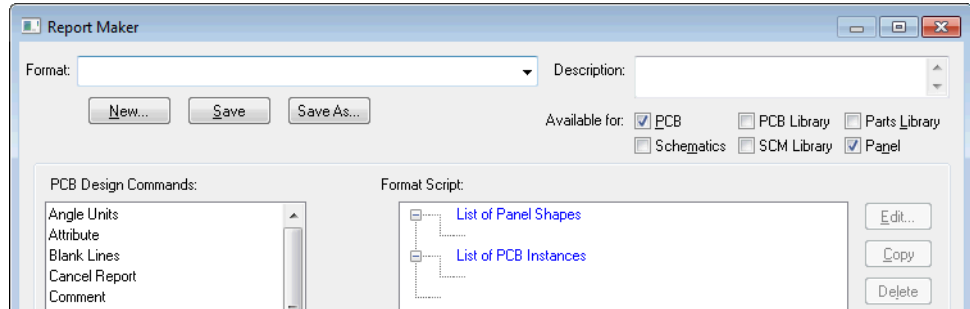 Report Maker
Format:
Description:
New... Save Save As...
Available for: PCB PCB Library Parts Library
Schematics SCM Library Panel
PCB Design Commands:
Format Script:
Angle Units
Attribute
Blank Lines
Cancel Report
Comment
List of Panel Shapes
List of PCB Instances
Edit...
Copy
Delete